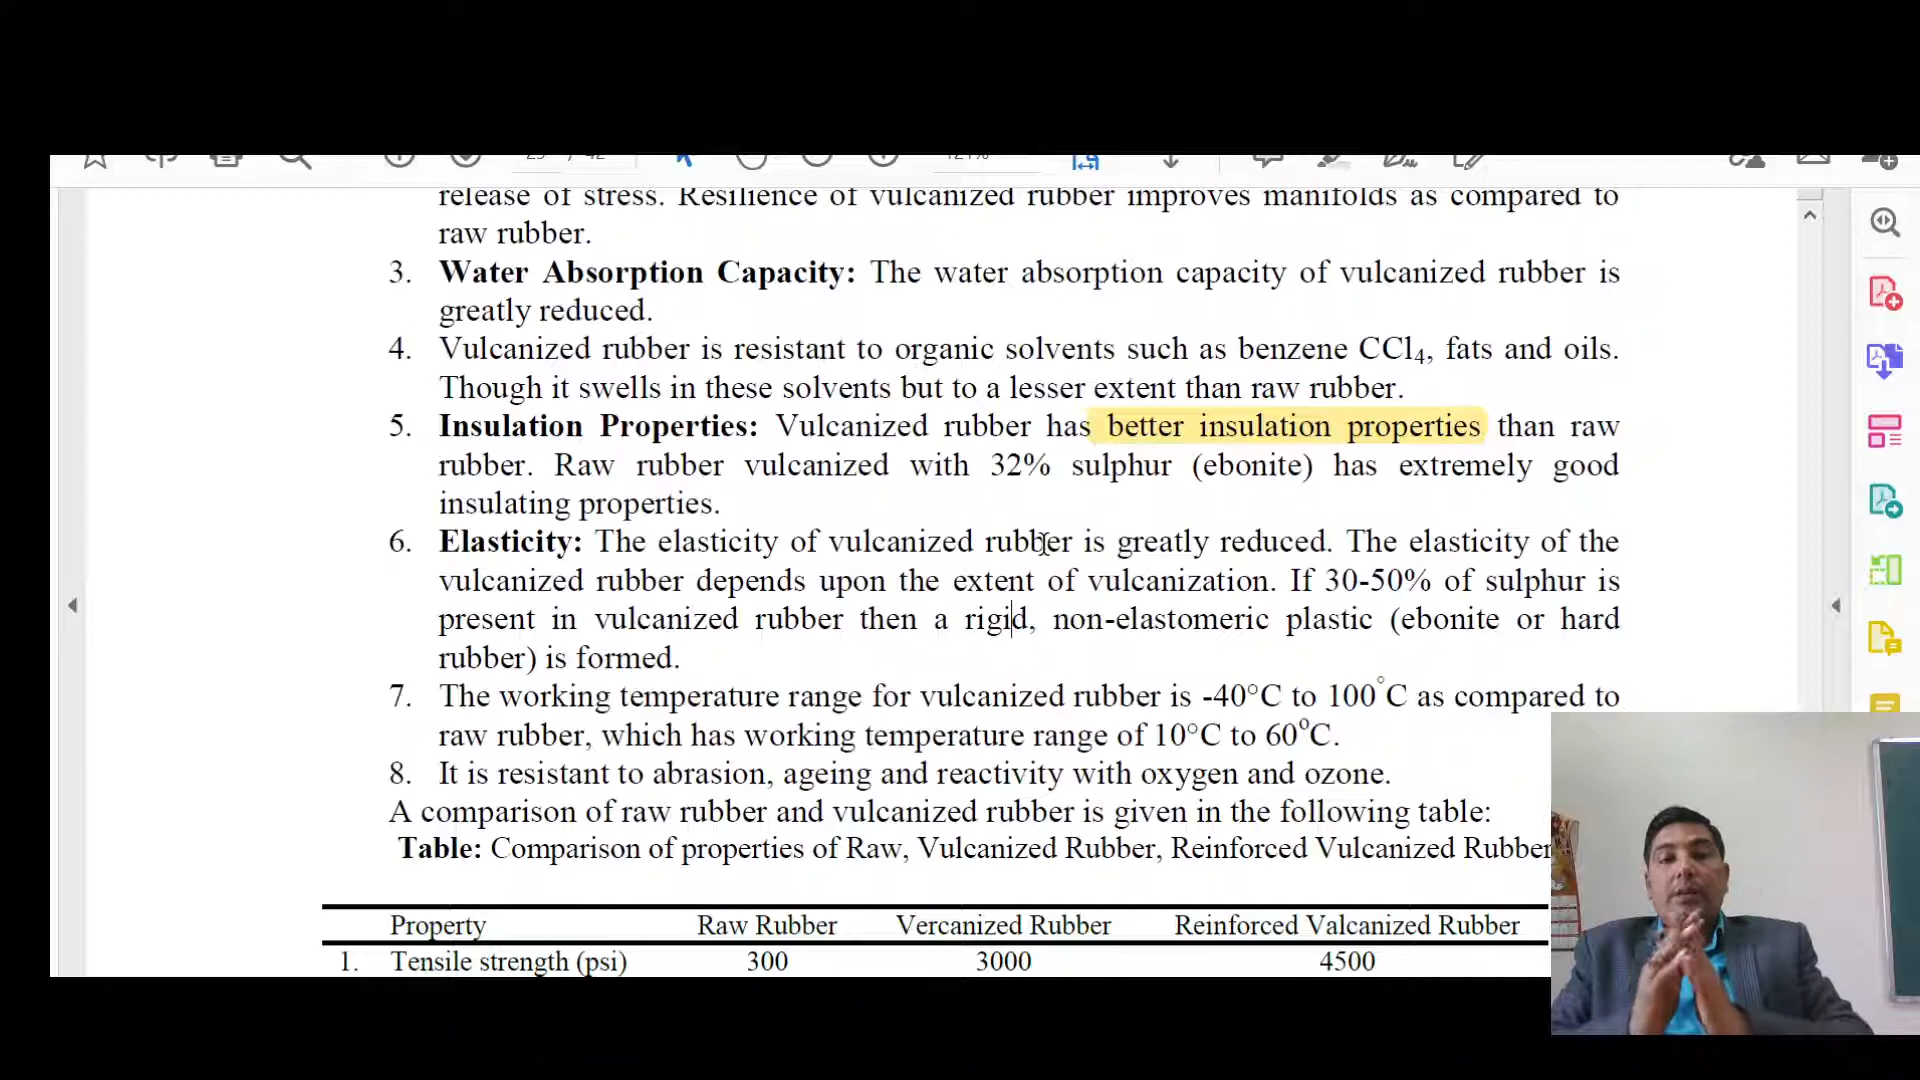 release of stress. Resilience of vulcanized rubber improves manifolds as compared to
raw rubber.
3. Water Absorption Capacity: The water absorption capacity of vulcanized rubber is
greatly reduced.
4. Vulcanized rubber is resistant to organic solvents such as benzene CCl₄, fats and oils.
Though it swells in these solvents but to a lesser extent than raw rubber.
5. Insulation Properties: Vulcanized rubber has better insulation properties than raw
rubber. Raw rubber vulcanized with 32% sulphur (ebonite) has extremely good
insulating properties.
6. Elasticity: The elasticity of vulcanized rubber is greatly reduced. The elasticity of the
vulcanized rubber depends upon the extent of vulcanization. If 30-50% of sulphur is
present in vulcanized rubber then a rigid, non-elastomeric plastic (ebonite or hard
rubber) is formed.
7. The working temperature range for vulcanized rubber is -40°C to 100°C as compared to
raw rubber, which has working temperature range of 10°C to 60°C.
8. It is resistant to abrasion, ageing and reactivity with oxygen and ozone.
A comparison of raw rubber and vulcanized rubber is given in the following table:
Table: Comparison of properties of Raw, Vulcanized Rubber, Reinforced Vulcanized Rubber
Property Raw Rubber Vercanized Rubber Reinforced Valcanized Rubber
1. Tensile strength (psi) 300 3000 4500